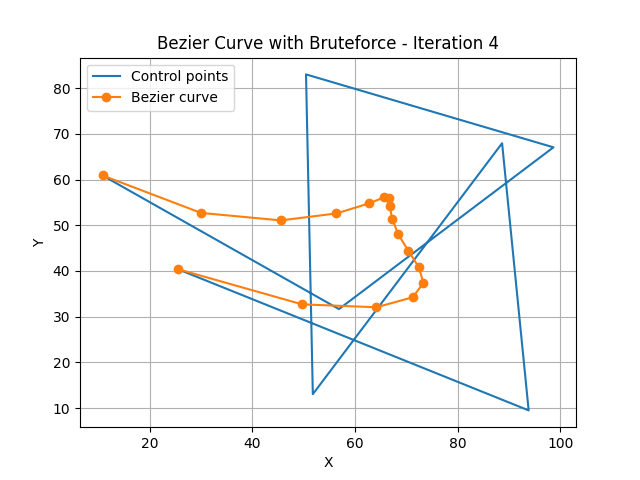 Bezier Curve with Bruteforce - Iteration 4
Control points
Bezier curve
80
70
60
50
40
30
20
10
Y
20 40 60 80 100
X